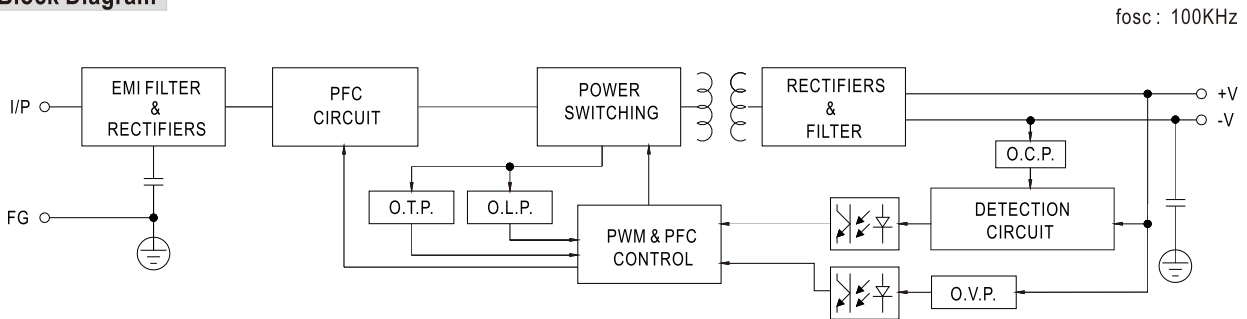 Block Diagram
fosc : 100KHz
I/P
EMI FILTER
&
RECTIFIERS
PFC
CIRCUIT
POWER
SWITCHING
RECTIFIERS
&
FILTER
+V
-V
O.C.P.
O.T.P.
O.L.P.
FG
PWM & PFC
CONTROL
DETECTION
CIRCUIT
O.V.P.